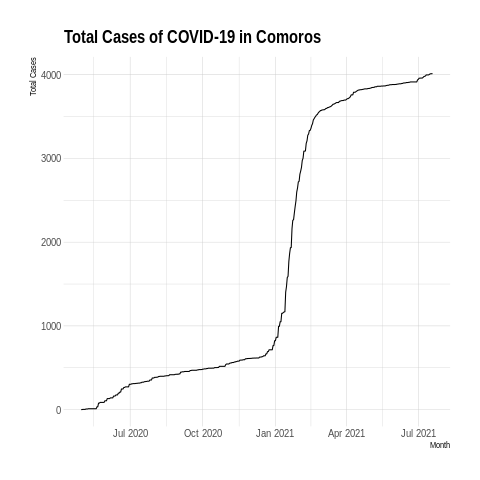 Total Cases of COVID-19 in Comoros
Total Cases
4000
3000
2000
1000
0
Jul 2020 Oct 2020 Jan 2021 Apr 2021 Jul 2021
Month